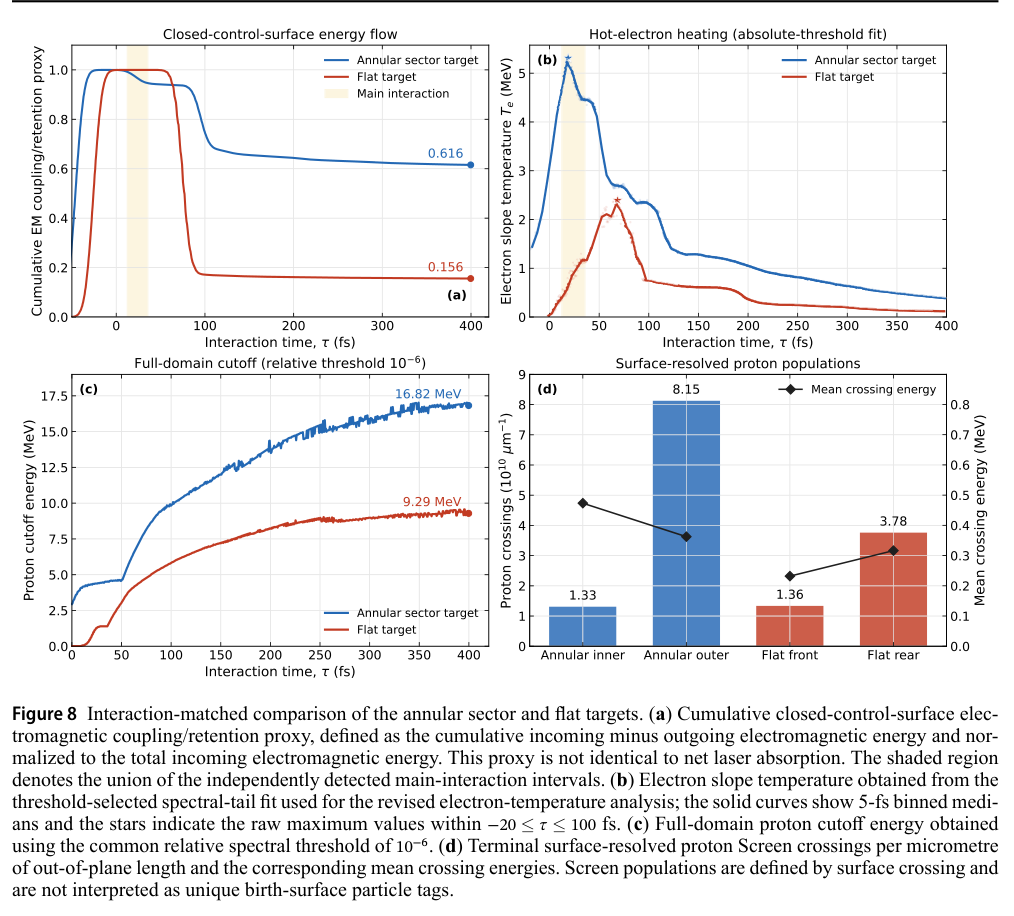 Closed-control-surface energy flow
Cumulative EM coupling/retention proxy
1.0
0.8
0.6
0.4
0.2
0.0
Annular sector target
Flat target
Main interaction
0.616
0.156
(a)
0
100
200
300
400
Interaction time, τ (fs)
Hot-electron heating (absolute-threshold fit)
Electron slope temperature Te (MeV)
5
4
3
2
1
0
(b)
Annular sector target
Flat target
0
50
100
150
200
250
300
350
400
Interaction time, τ (fs)
Full-domain cutoff (relative threshold 10⁻⁶)
Proton cutoff energy (MeV)
17.5
15.0
12.5
10.0
7.5
5.0
2.5
0.0
(c)
16.82 MeV
9.29 MeV
Annular sector target
Flat target
0
50
100
150
200
250
300
350
400
Interaction time, τ (fs)
Surface-resolved proton populations
Proton crossings (10¹⁰ μm⁻¹)
9
8
7
6
5
4
3
2
1
0
(d)
8.15
Mean crossing energy
1.33
1.36
3.78
Annular inner
Annular outer
Flat front
Flat rear
0.8
0.7
0.6
0.5
0.4
0.3
0.2
0.1
0.0
Mean crossing energy (MeV)
Figure 8 Interaction-matched comparison of the annular sector and flat targets. (a) Cumulative closed-control-surface elec-
tromagnetic coupling/retention proxy, defined as the cumulative incoming minus outgoing electromagnetic energy and nor-
malized to the total incoming electromagnetic energy. This proxy is not identical to net laser absorption. The shaded region
denotes the union of the independently detected main-interaction intervals. (b) Electron slope temperature obtained from the
threshold-selected spectral-tail fit used for the revised electron-temperature analysis; the solid curves show 5-fs binned medi-
ans and the stars indicate the raw maximum values within −20 ≤ τ ≤ 100 fs. (c) Full-domain proton cutoff energy obtained
using the common relative spectral threshold of 10⁻⁶. (d) Terminal surface-resolved proton Screen crossings per micrometre
of out-of-plane length and the corresponding mean crossing energies. Screen populations are defined by surface crossing and
are not interpreted as unique birth-surface particle tags.